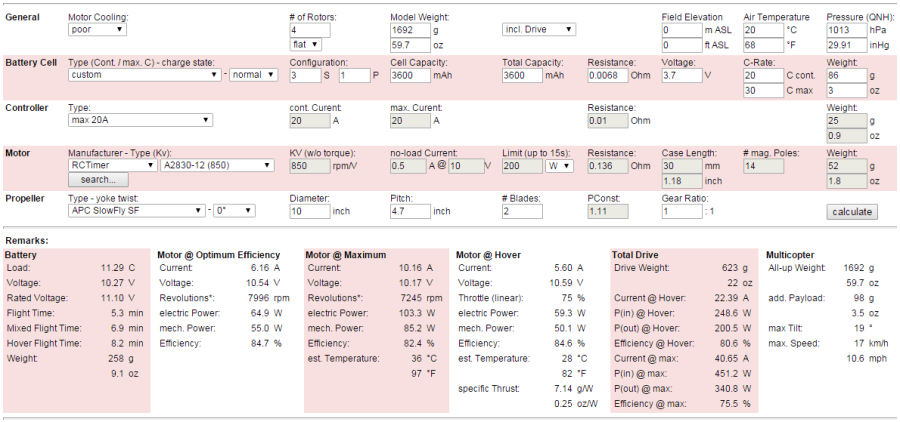 General Motor Cooling: # of Rotors: Model Weight: Field Elevation Air Temperature Pressure (QNH):
poor 4 1692 g incl. Drive 0 m ASL 20 °C 1013 hPa
flat 59.7 oz 0 ft ASL 68 °F 29.91 inHg
Battery Cell Type (Cont. / max. C) - charge state: Configuration: Cell Capacity: Total Capacity: Resistance: Voltage: C-Rate: Weight:
custom - normal 3 S 1 P 3600 mAh 3600 mAh 0.0068 Ohm 3.7 V 20 C cont. 86 g
30 C max 3 oz
Controller Type: cont. Curent: max. Curent: Resistance: Weight:
max 20A 20 A 20 A 0.01 Ohm 25 g
0.9 oz
Motor Manufacturer - Type (Kv): KV (w/o torque): no-load Current: Limit (up to 15s): Resistance: Case Length: # mag. Poles: Weight:
RCTimer - A2830-12 (850) 850 rpm/V 0.5 A @ 10 V 200 W 0.136 Ohm 30 mm 14 52 g
search... 1.18 inch 1.8 oz
Propeller Type - yoke twist: Diameter: Pitch: # Blades: PConst: Gear Ratio:
APC SlowFly SF - 0° 10 inch 4.7 inch 2 1.11 1 : 1 calculate
Remarks:
Battery Motor @ Optimum Efficiency Motor @ Maximum Motor @ Hover Total Drive Multicopter
Load: 11.29 C Current: 6.16 A Current: 10.16 A Current: 5.60 A Drive Weight: 623 g All-up Weight: 1692 g
Voltage: 10.27 V Voltage: 10.54 V Voltage: 10.17 V Voltage: 10.59 V 22 oz 59.7 oz
Rated Voltage: 11.10 V Revolutions*: 7996 rpm Revolutions*: 7245 rpm Throttle (linear): 75 % Current @ Hover: 22.39 A add. Payload: 98 g
Flight Time: 5.3 min electric Power: 64.9 W electric Power: 103.3 W electric Power: 59.3 W P(in) @ Hover: 248.6 W 3.5 oz
Mixed Flight Time: 6.9 min mech. Power: 55.0 W mech. Power: 85.2 W mech. Power: 50.1 W P(out) @ Hover: 200.5 W max Tilt: 19 °
Hover Flight Time: 8.2 min Efficiency: 84.7 % Efficiency: 82.4 % Efficiency: 84.6 % Efficiency @ Hover: 80.6 % max. Speed: 17 km/h
Weight: 258 g est. Temperature: 36 °C est. Temperature: 28 °C Current @ max: 40.65 A 10.6 mph
9.1 oz 97 °F 82 °F P(in) @ max: 451.2 W
specific Thrust: 7.14 g/W P(out) @ max: 340.8 W
0.25 oz/W Efficiency @ max: 75.5 %